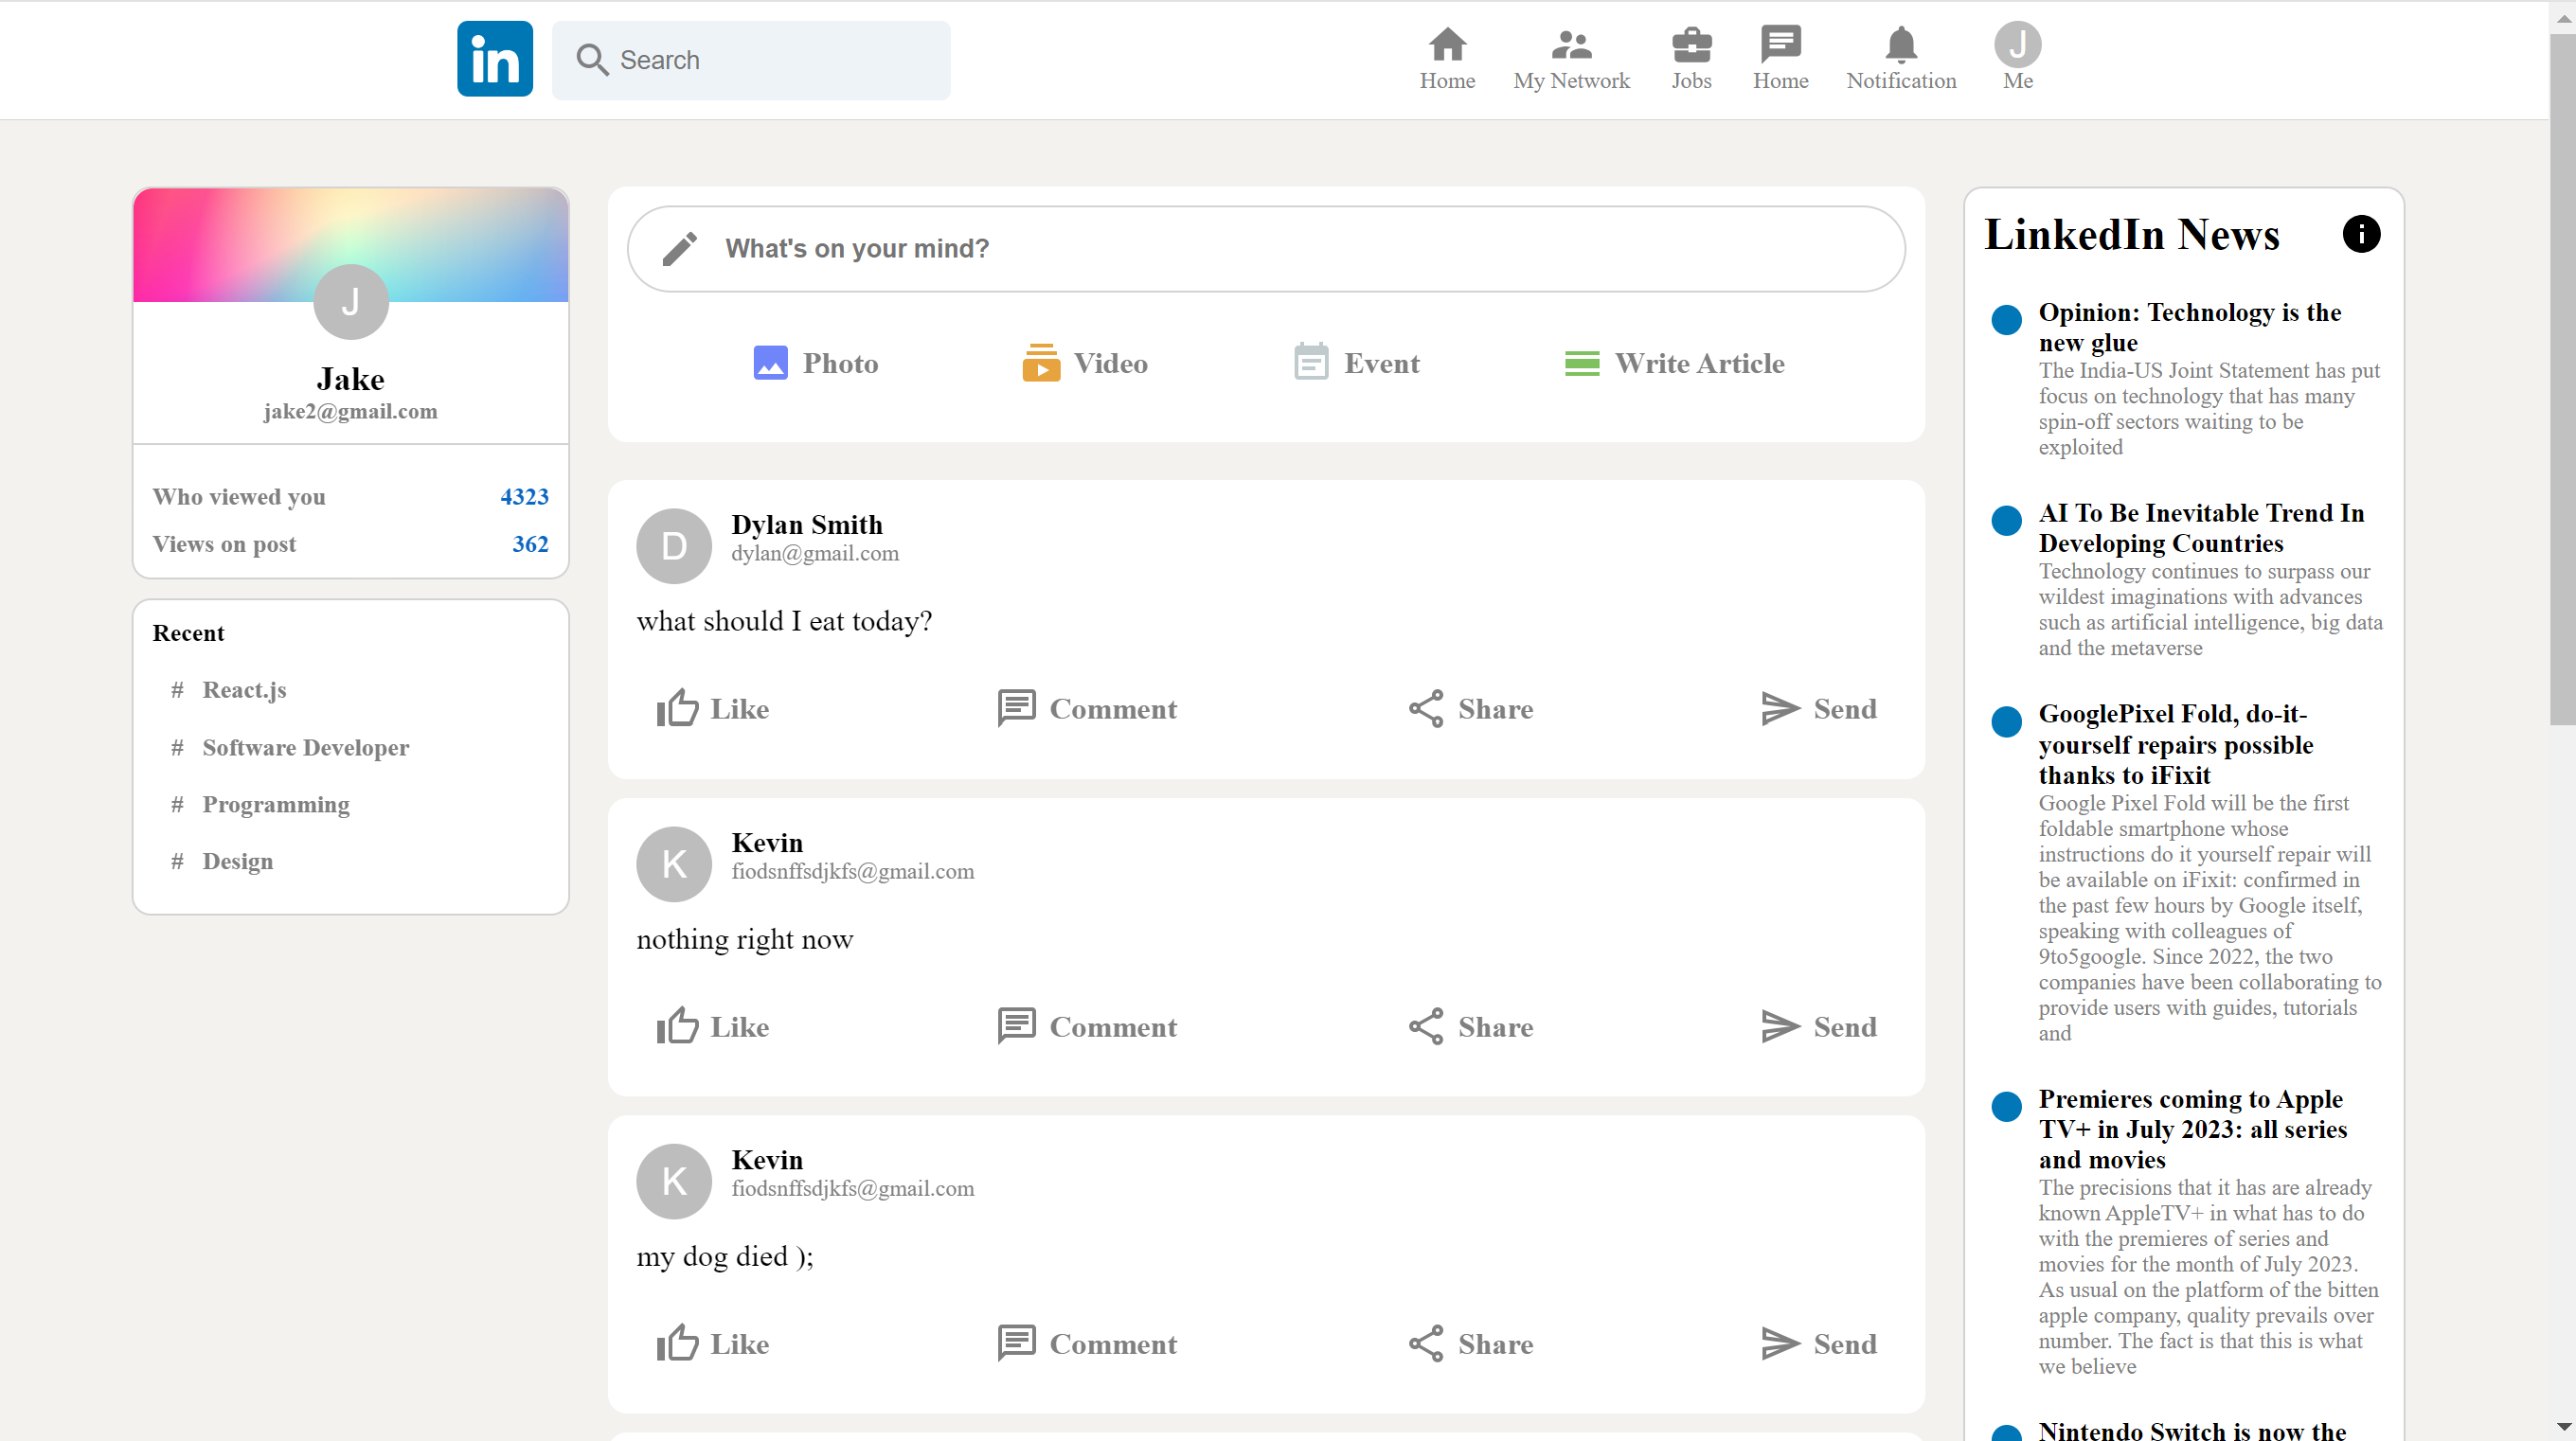 in
Search
Home
My Network
Jobs
Home
Notification
J
Me
J
Jake
jake2@gmail.com
Who viewed you 4323
Views on post 362
Recent
# React.js
# Software Developer
# Programming
# Design
What's on your mind?
Photo
Video
Event
Write Article
D
Dylan Smith
dylan@gmail.com
what should I eat today?
Like
Comment
Share
Send
K
Kevin
fiodsnffsdjkfs@gmail.com
nothing right now
Like
Comment
Share
Send
K
Kevin
fiodsnffsdjkfs@gmail.com
my dog died );
Like
Comment
Share
Send
LinkedIn News
Opinion: Technology is the
new glue
The India-US Joint Statement has put
focus on technology that has many
spin-off sectors waiting to be
exploited
AI To Be Inevitable Trend In
Developing Countries
Technology continues to surpass our
wildest imaginations with advances
such as artificial intelligence, big data
and the metaverse
GooglePixel Fold, do-it-
yourself repairs possible
thanks to iFixit
Google Pixel Fold will be the first
foldable smartphone whose
instructions do it yourself repair will
be available on iFixit: confirmed in
the past few hours by Google itself,
speaking with colleagues of
9to5google. Since 2022, the two
companies have been collaborating to
provide users with guides, tutorials
and
Premieres coming to Apple
TV+ in July 2023: all series
and movies
The precisions that it has are already
known AppleTV+ in what has to do
with the premieres of series and
movies for the month of July 2023.
As usual on the platform of the bitten
apple company, quality prevails over
number. The fact is that this is what
we believe
Nintendo Switch is now the